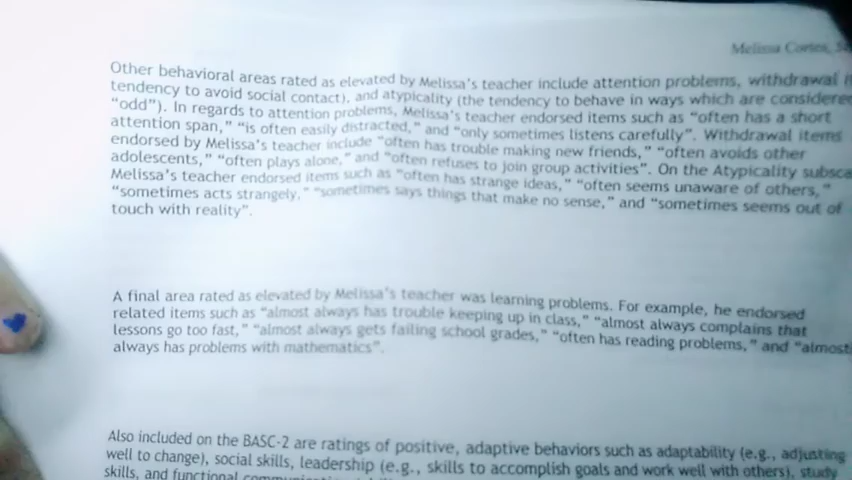 Melissa Cortes,
Other behavioral areas rated as elevated by Melissa's teacher include attention problems, withdrawal
tendency to avoid social contact), and atypicality (the tendency to behave in ways which are considered
"odd"). In regards to attention problems, Melissa's teacher endorsed items such as "often has a short
attention span," "is often easily distracted," and "only sometimes listens carefully". Withdrawal items
endorsed by Melissa's teacher include "often has trouble making new friends," "often avoids other
adolescents," "often plays alone," and "often refuses to join group activities". On the Atypicality subsca
Melissa's teacher endorsed items such as "often has strange ideas," "often seems unaware of others,"
"sometimes acts strangely," "sometimes says things that make no sense," and "sometimes seems out of
touch with reality".
A final area rated as elevated by Melissa's teacher was learning problems. For example, he endorsed
related items such as "almost always has trouble keeping up in class," "almost always complains that
lessons go too fast," "almost always gets failing school grades," "often has reading problems," and "almost
always has problems with mathematics".
Also included on the BASC-2 are ratings of positive, adaptive behaviors such as adaptability (e.g., adjusting
well to change), social skills, leadership (e.g., skills to accomplish goals and work well with others), study
skills, and functional